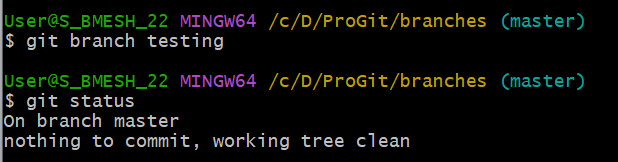 User@S_BMESH_22 MINGW64 /c/D/ProGit/branches (master)
$ git branch testing
User@S_BMESH_22 MINGW64 /c/D/ProGit/branches (master)
$ git status
On branch master
nothing to commit, working tree clean